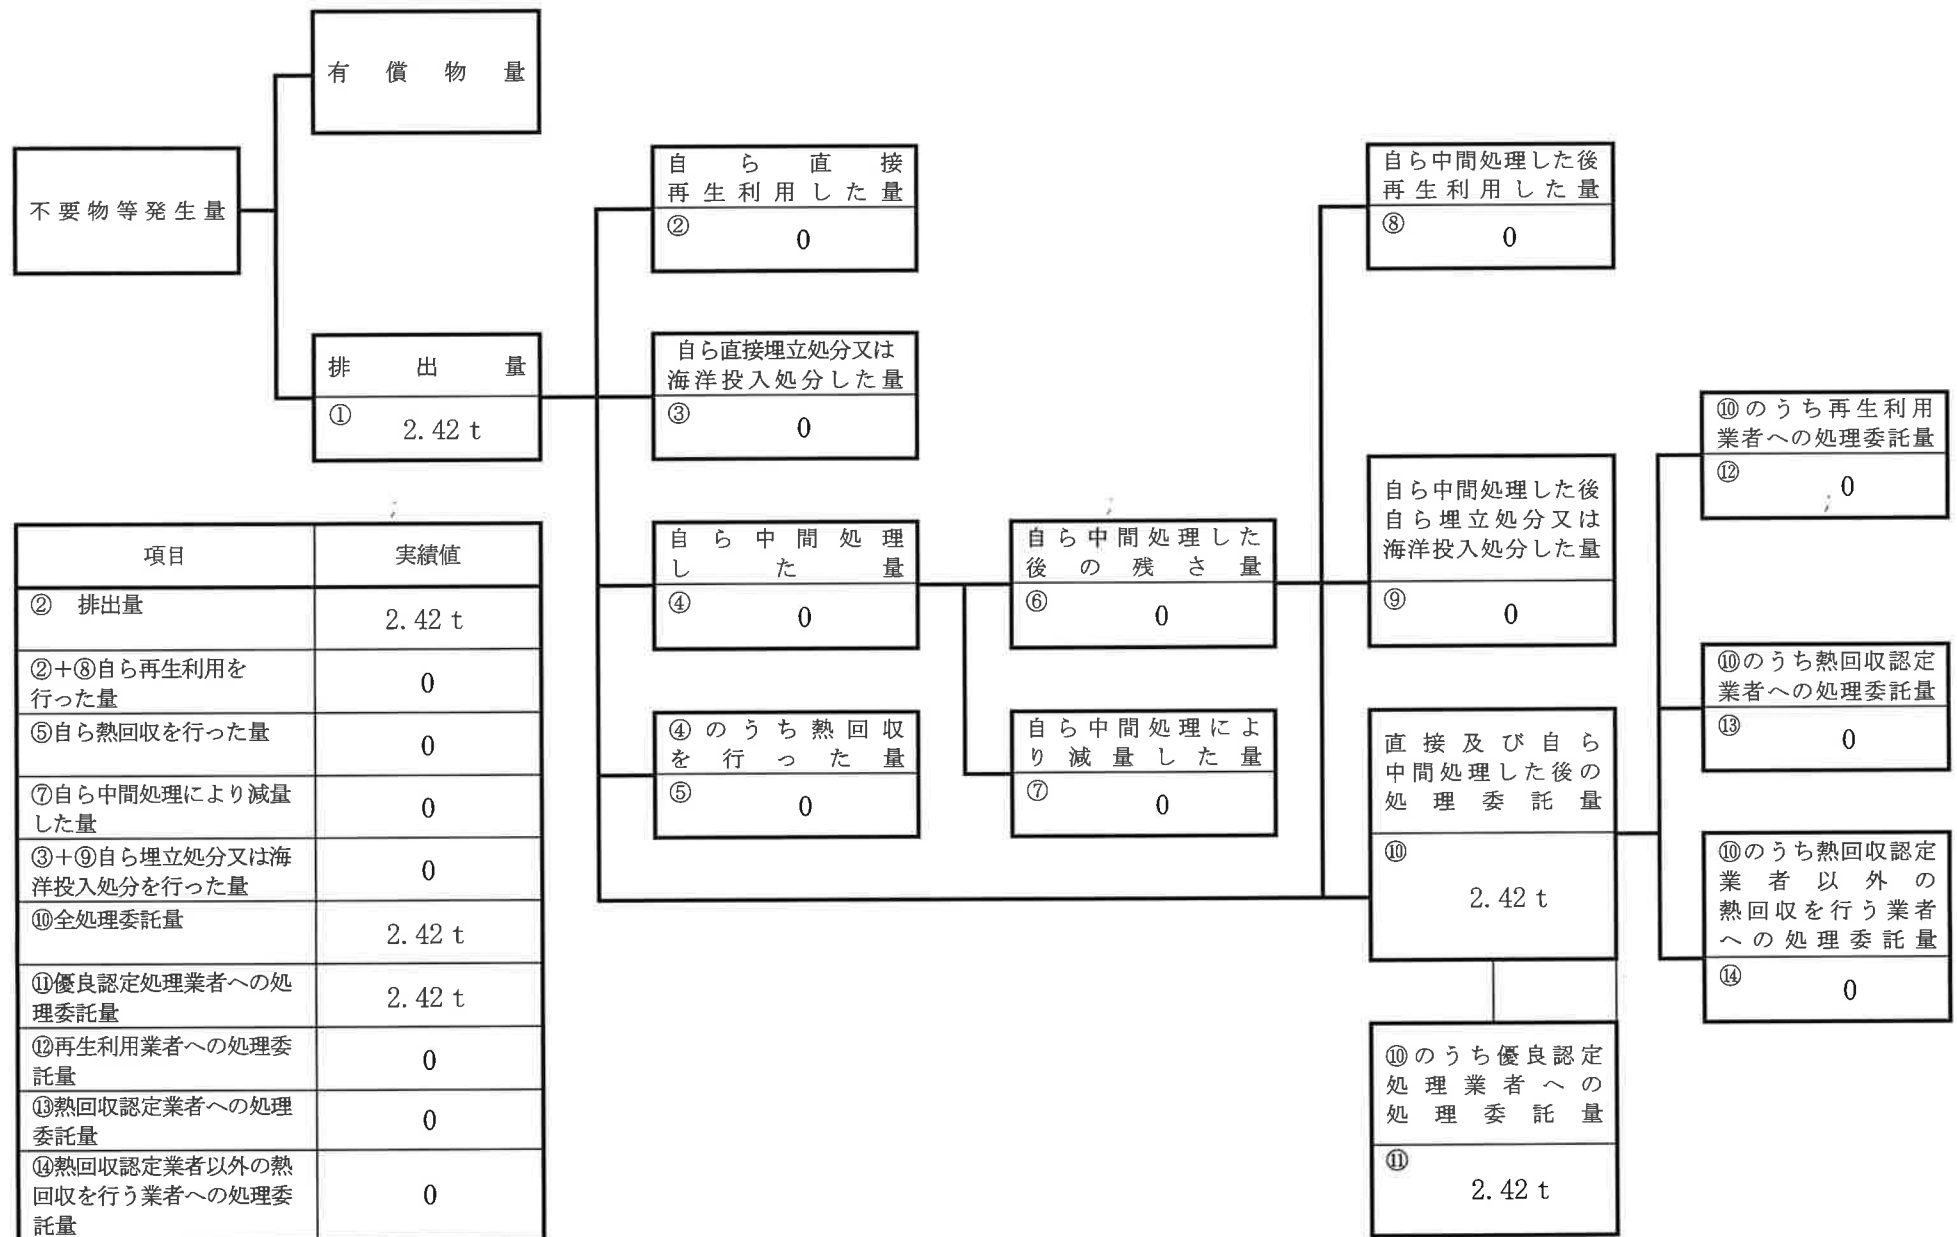 有償物量
不要物等発生量
排出量
① 2.42 t
自ら直接
再生利用した量
② 0
自ら直接埋立処分又は
海洋投入処分した量
③ 0
自ら中間処理
した量
④ 0
④のうち熱回収
を行った量
⑤ 0
自ら中間処理した
後の残さ量
⑥ 0
自ら中間処理によ
り減量した量
⑦ 0
自ら中間処理した後
再生利用した量
⑧ 0
自ら中間処理した後
自ら埋立処分又は
海洋投入処分した量
⑨ 0
直接及び自ら
中間処理した後の
処理委託量
⑩
2.42 t
⑩のうち優良認定
処理業者への
処理委託量
⑪
2.42 t
⑩のうち再生利用
業者への処理委託量
⑫ 0
⑩のうち熱回収認定
業者への処理委託量
⑬ 0
⑩のうち熱回収認定
業者以外の
熱回収を行う業者
への処理委託量
⑭ 0
項目 実績値
② 排出量 2.42 t
②＋⑧自ら再生利用を
行った量 0
⑤自ら熱回収を行った量 0
⑦自ら中間処理により減量
した量 0
③＋⑨自ら埋立処分又は海
洋投入処分を行った量 0
⑩全処理委託量 2.42 t
⑪優良認定処理業者への処
理委託量 2.42 t
⑫再生利用業者への処理委
託量 0
⑬熱回収認定業者への処理
委託量 0
⑭熱回収認定業者以外の熱
回収を行う業者への処理委
託量 0